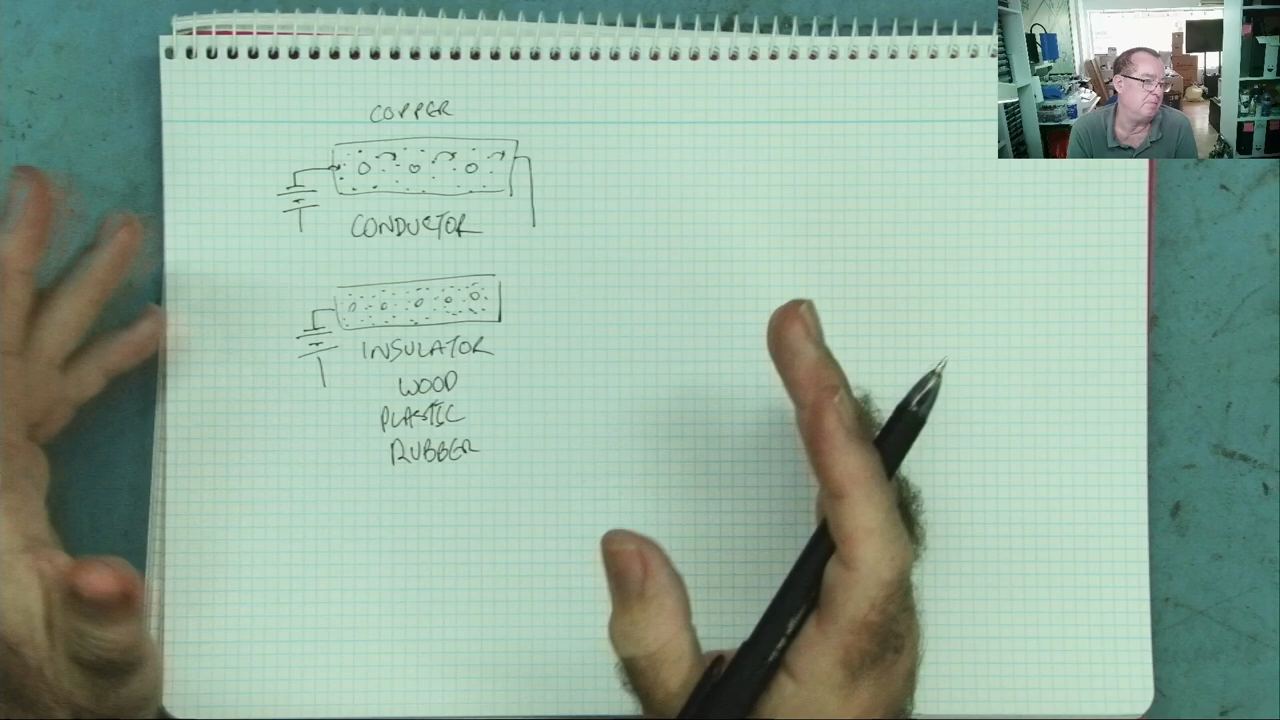 COPPER
CONDUCTOR
INSULATOR
WOOD
PLASTIC
RUBBER